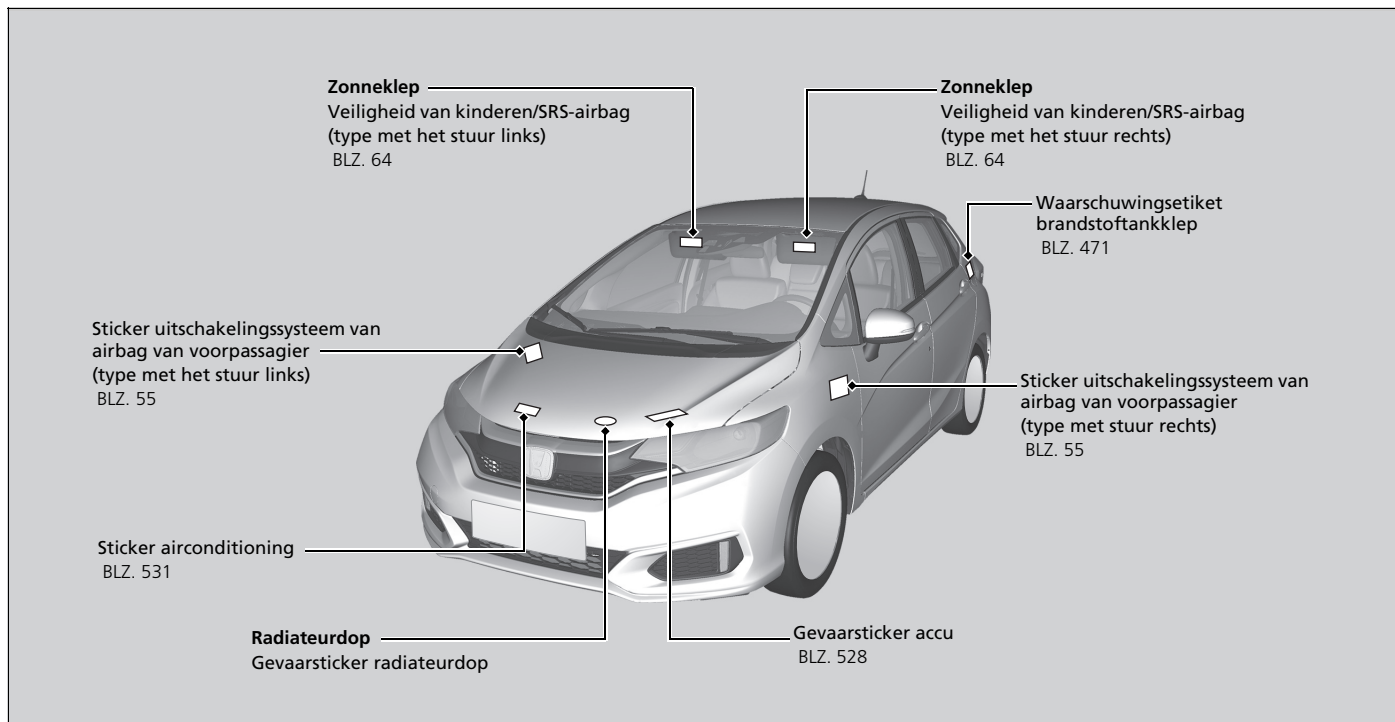 Zonneklep
Veiligheid van kinderen/SRS-airbag
(type met het stuur links)
BLZ. 64
Zonneklep
Veiligheid van kinderen/SRS-airbag
(type met het stuur rechts)
BLZ. 64
Waarschuwingsetiket
brandstoftankklep
BLZ. 471
Sticker uitschakelingssysteem van
airbag van voorpassagier
(type met het stuur links)
BLZ. 55
Sticker uitschakelingssysteem van
airbag van voorpassagier
(type met stuur rechts)
BLZ. 55
Sticker airconditioning
BLZ. 531
Radiateurdop
Gevaarsticker radiateurdop
Gevaarsticker accu
BLZ. 528